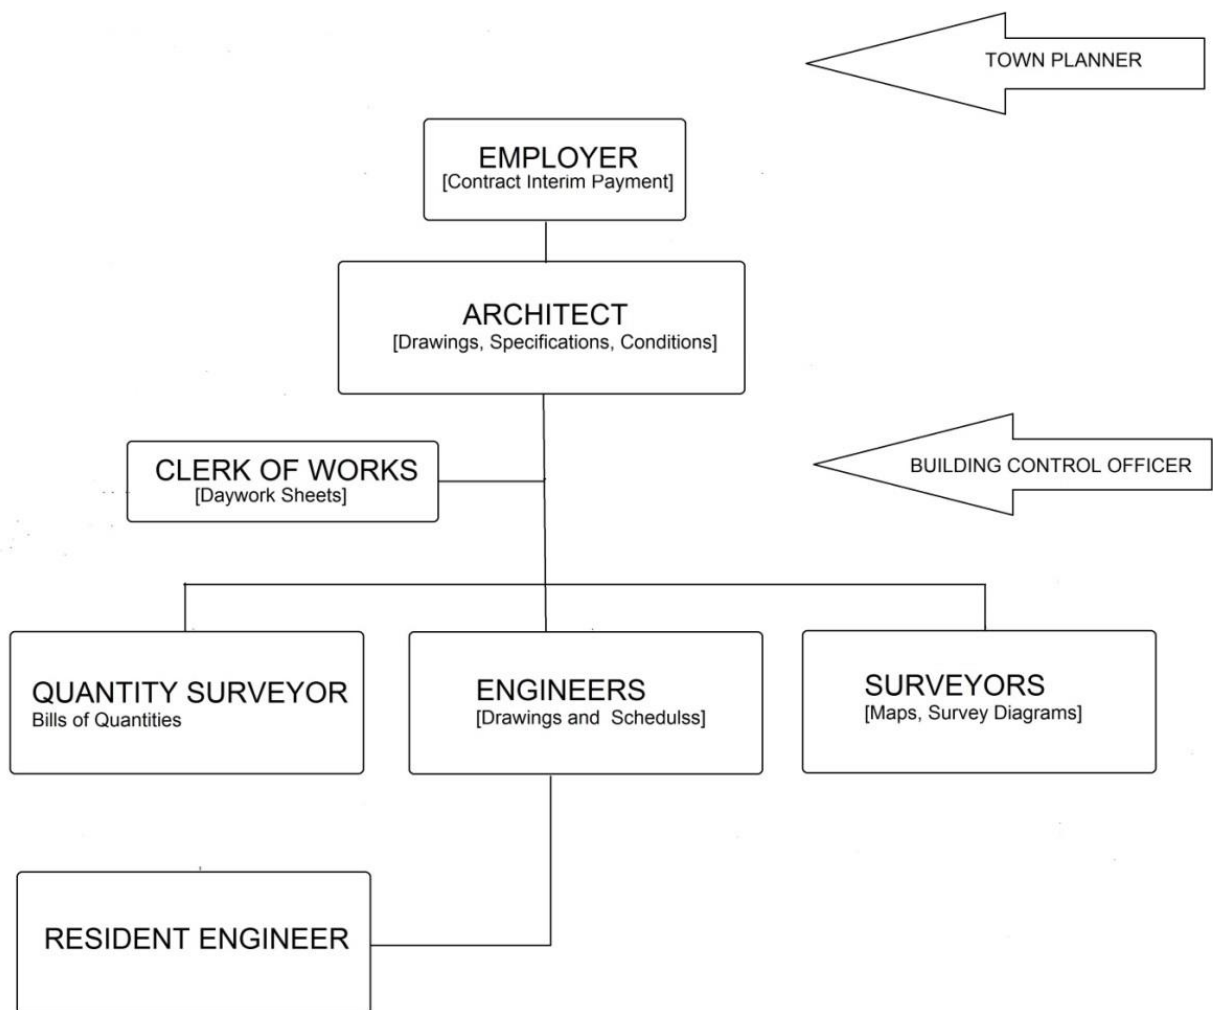 TOWN PLANNER
EMPLOYER
[Contract Interim Payment]
ARCHITECT
[Drawings, Specifications, Conditions]
CLERK OF WORKS
[Daywork Sheets]
BUILDING CONTROL OFFICER
QUANTITY SURVEYOR
Bills of Quantities
ENGINEERS
[Drawings and Schedulss]
SURVEYORS
[Maps, Survey Diagrams]
RESIDENT ENGINEER